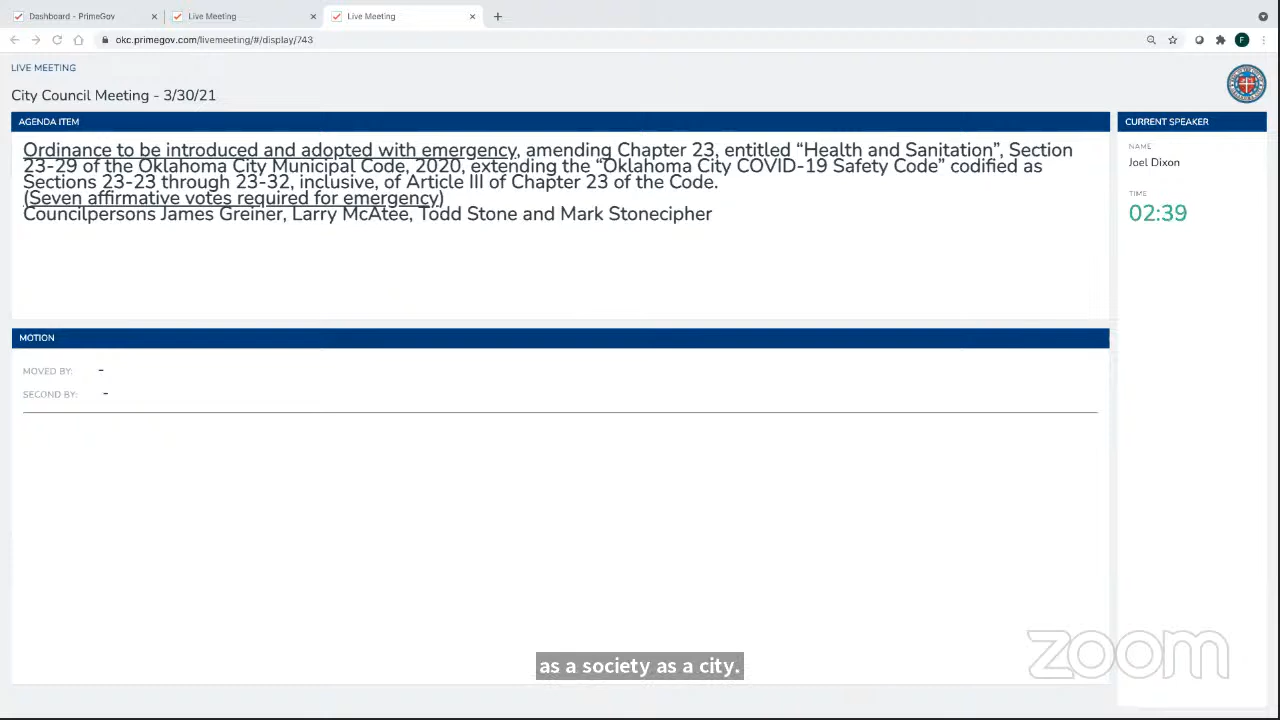 Dashboard - PrimeGov
Live Meeting
Live Meeting
okc.primegov.com/livemeeting/#/display/743
F
LIVE MEETING
City Council Meeting - 3/30/21
AGENDA ITEM
Ordinance to be introduced and adopted with emergency, amending Chapter 23, entitled “Health and Sanitation”, Section
23-29 of the Oklahoma City Municipal Code, 2020, extending the “Oklahoma City COVID-19 Safety Code” codified as
Sections 23-23 through 23-32, inclusive, of Article III of Chapter 23 of the Code.
(Seven affirmative votes required for emergency)
Councilpersons James Greiner, Larry McAtee, Todd Stone and Mark Stonecipher
CURRENT SPEAKER
NAME
Joel Dixon
TIME
02:39
MOTION
MOVED BY: -
SECOND BY: -
as a society as a city.
zoom